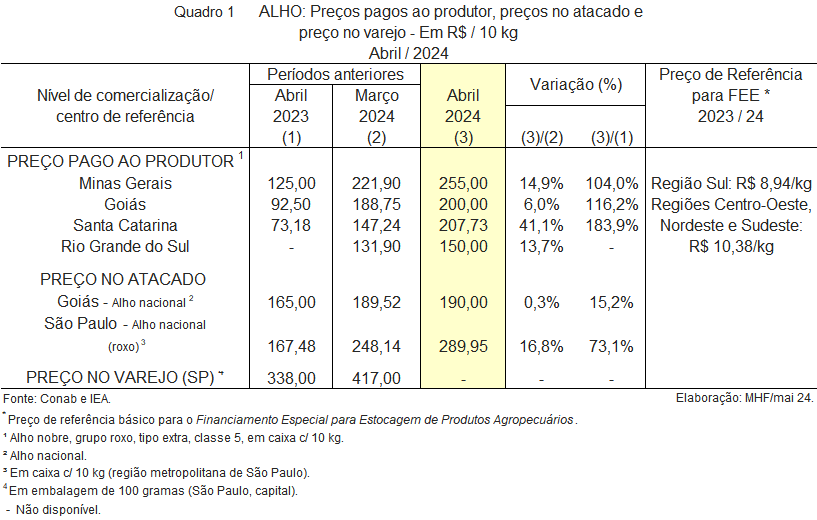 Quadro 1 ALHO: Preços pagos ao produtor, preços no atacado e
preço no varejo - Em R$ / 10 kg
Abril / 2024
Nível de comercialização/
centro de referência
Períodos anteriores
Abril
2023
(1)
Março
2024
(2)
Abril
2024
(3)
Variação (%)
(3)/(2) (3)/(1)
Preço de Referência
para FEE *
2023 / 24
PREÇO PAGO AO PRODUTOR ¹
Minas Gerais 125,00 221,90 255,00 14,9% 104,0% Região Sul: R$ 8,94/kg
Goiás 92,50 188,75 200,00 6,0% 116,2% Regiões Centro-Oeste,
Santa Catarina 73,18 147,24 207,73 41,1% 183,9% Nordeste e Sudeste:
Rio Grande do Sul - 131,90 150,00 13,7% - R$ 10,38/kg
PREÇO NO ATACADO
Goiás - Alho nacional ² 165,00 189,52 190,00 0,3% 15,2%
São Paulo - Alho nacional
(roxo) ³ 167,48 248,14 289,95 16,8% 73,1%
PREÇO NO VAREJO (SP) ⁴ 338,00 417,00 - - -
Fonte: Conab e IEA. Elaboração: MHF/mai 24.
* Preço de referência básico para o Financiamento Especial para Estocagem de Produtos Agropecuários.
¹ Alho nobre, grupo roxo, tipo extra, classe 5, em caixa c/ 10 kg.
² Alho nacional.
³ Em caixa c/ 10 kg (região metropolitana de São Paulo).
⁴ Em embalagem de 100 gramas (São Paulo, capital).
- Não disponível.